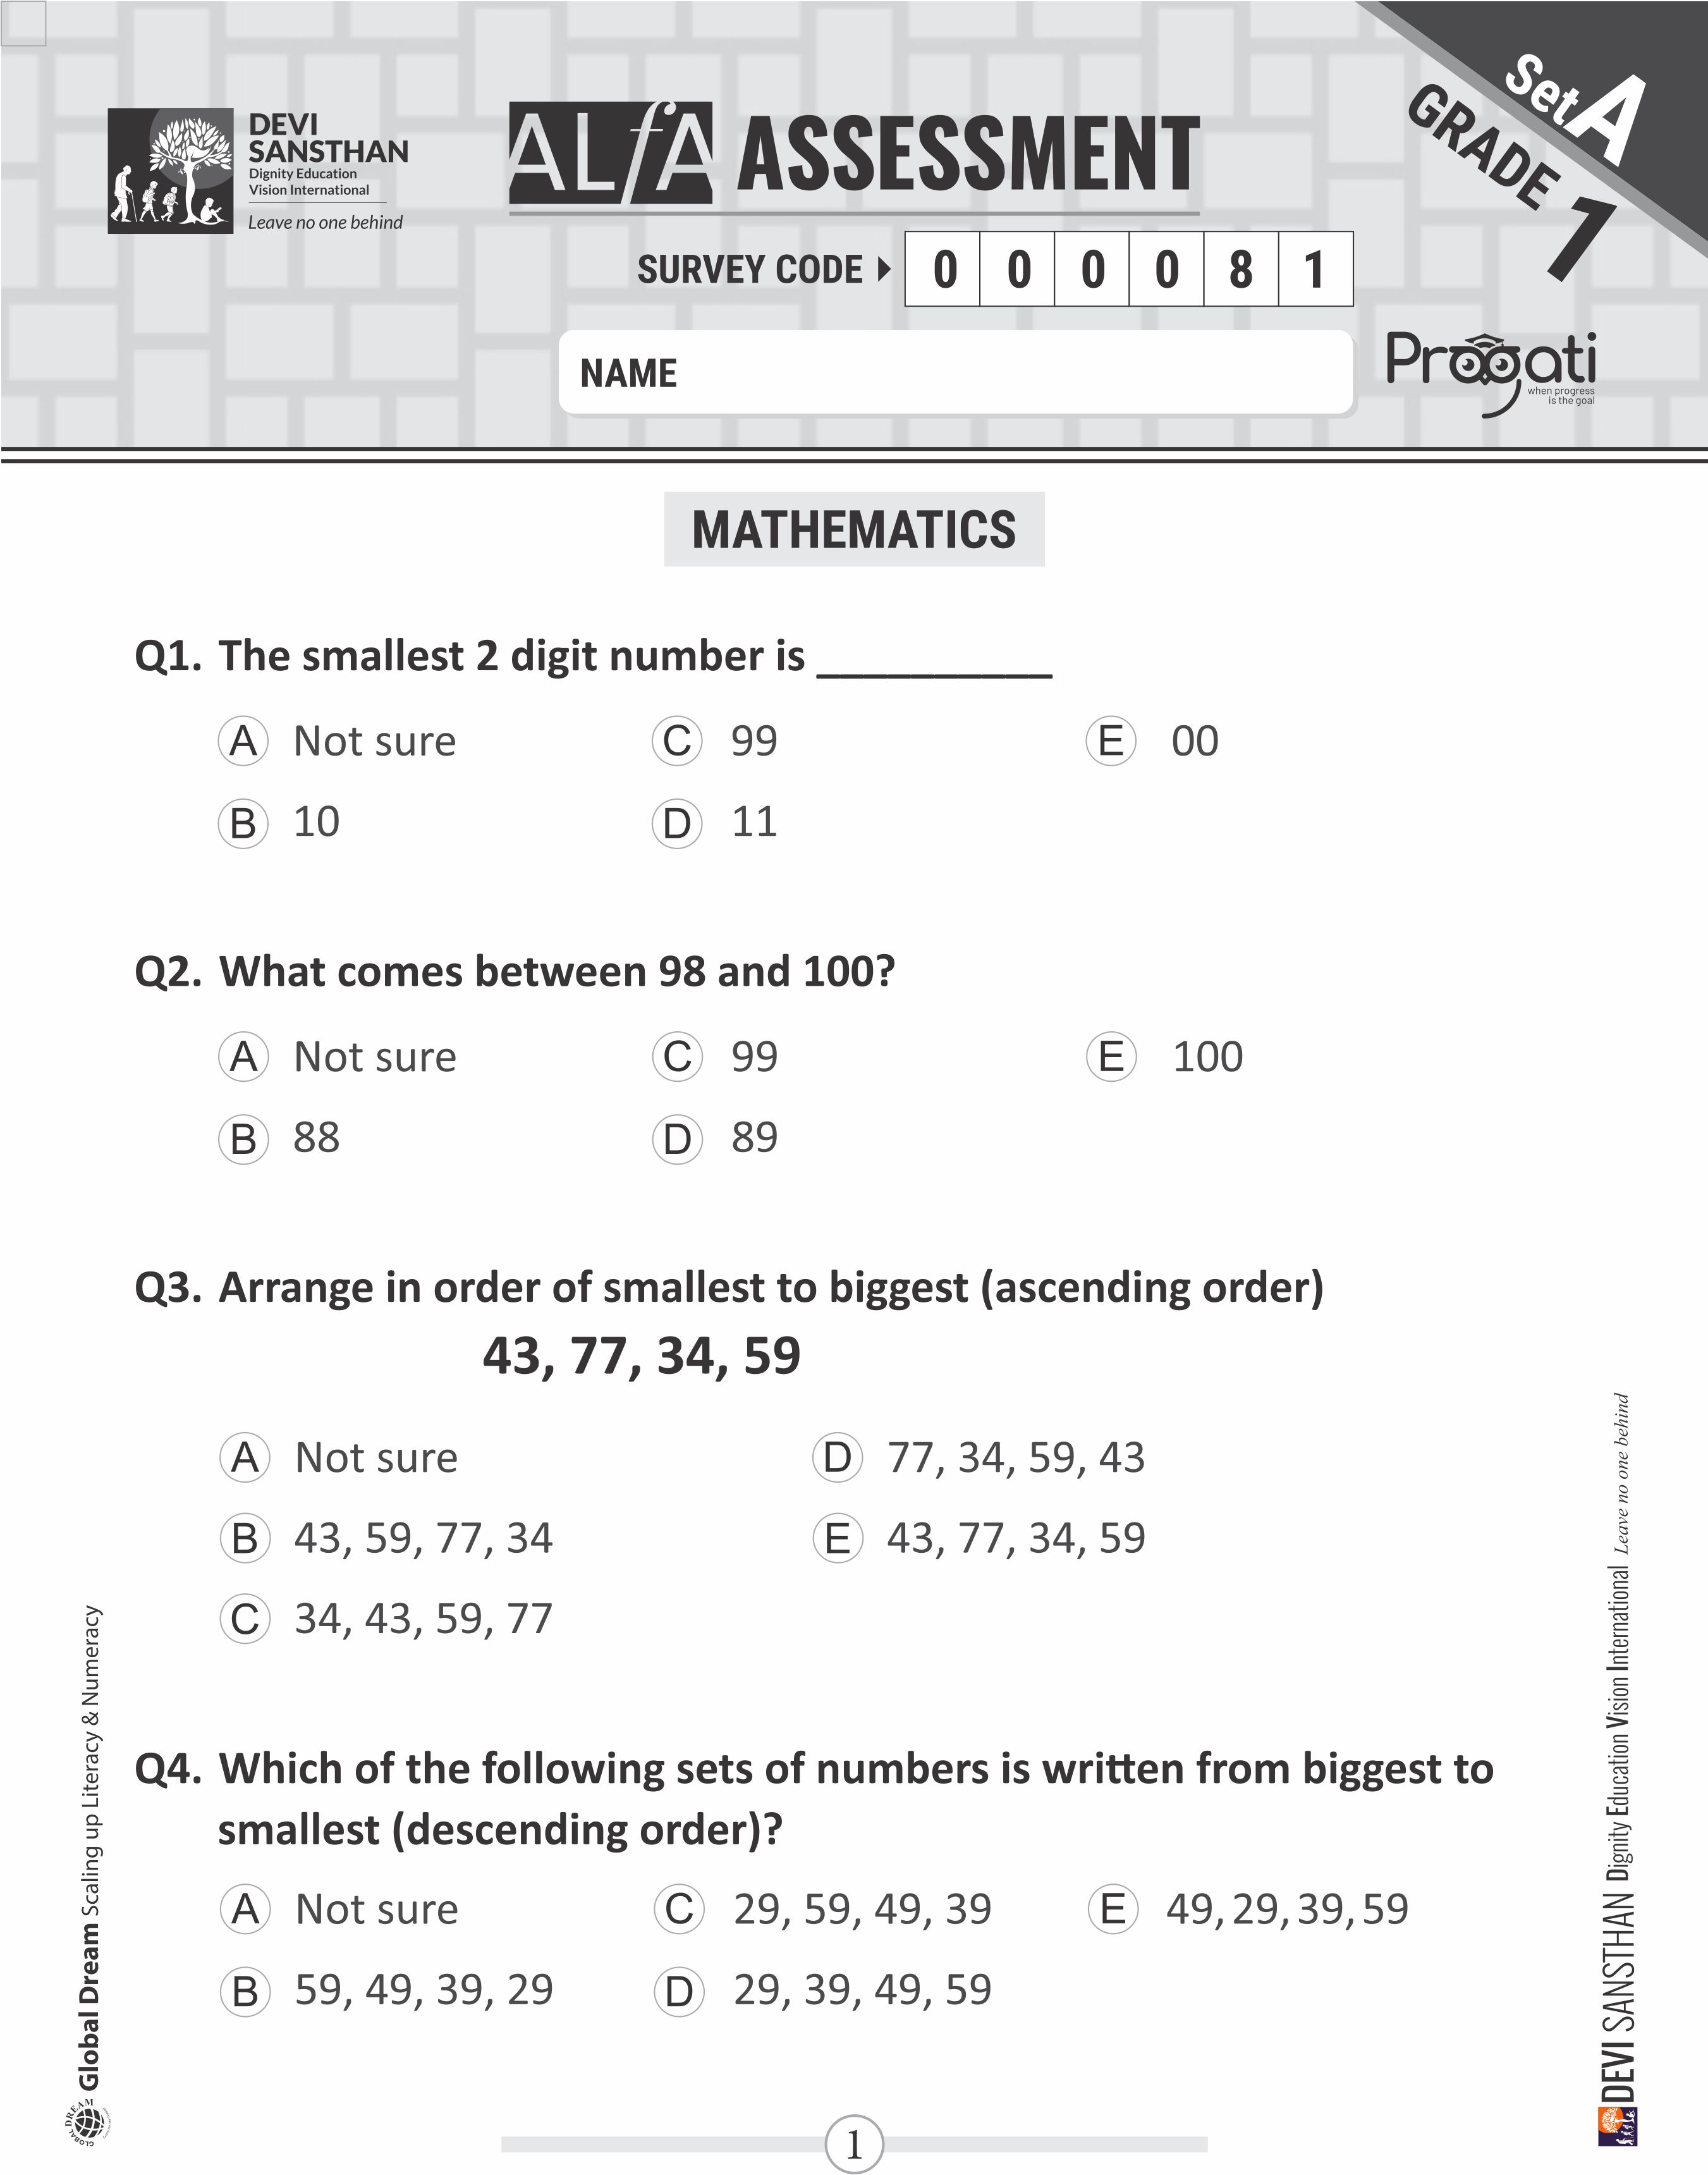 DEVI
SANSTHAN
Dignity Education
Vision International
Leave no one behind
ALfA ASSESSMENT
Set A
GRADE 1
SURVEY CODE 0 0 0 0 8 1
NAME
Pragati
when progress
is the goal
MATHEMATICS
Q1. The smallest 2 digit number is __________
A Not sure C 99 E 00
B 10 D 11
Q2. What comes between 98 and 100?
A Not sure C 99 E 100
B 88 D 89
Q3. Arrange in order of smallest to biggest (ascending order)
43, 77, 34, 59
A Not sure D 77, 34, 59, 43
B 43, 59, 77, 34 E 43, 77, 34, 59
C 34, 43, 59, 77
Q4. Which of the following sets of numbers is written from biggest to
smallest (descending order)?
A Not sure C 29, 59, 49, 39 E 49, 29, 39, 59
B 59, 49, 39, 29 D 29, 39, 49, 59
GLOBAL DREAM
Global Dream Scaling up Literacy & Numeracy
DEVI SANSTHAN Dignity Education Vision International Leave no one behind
1